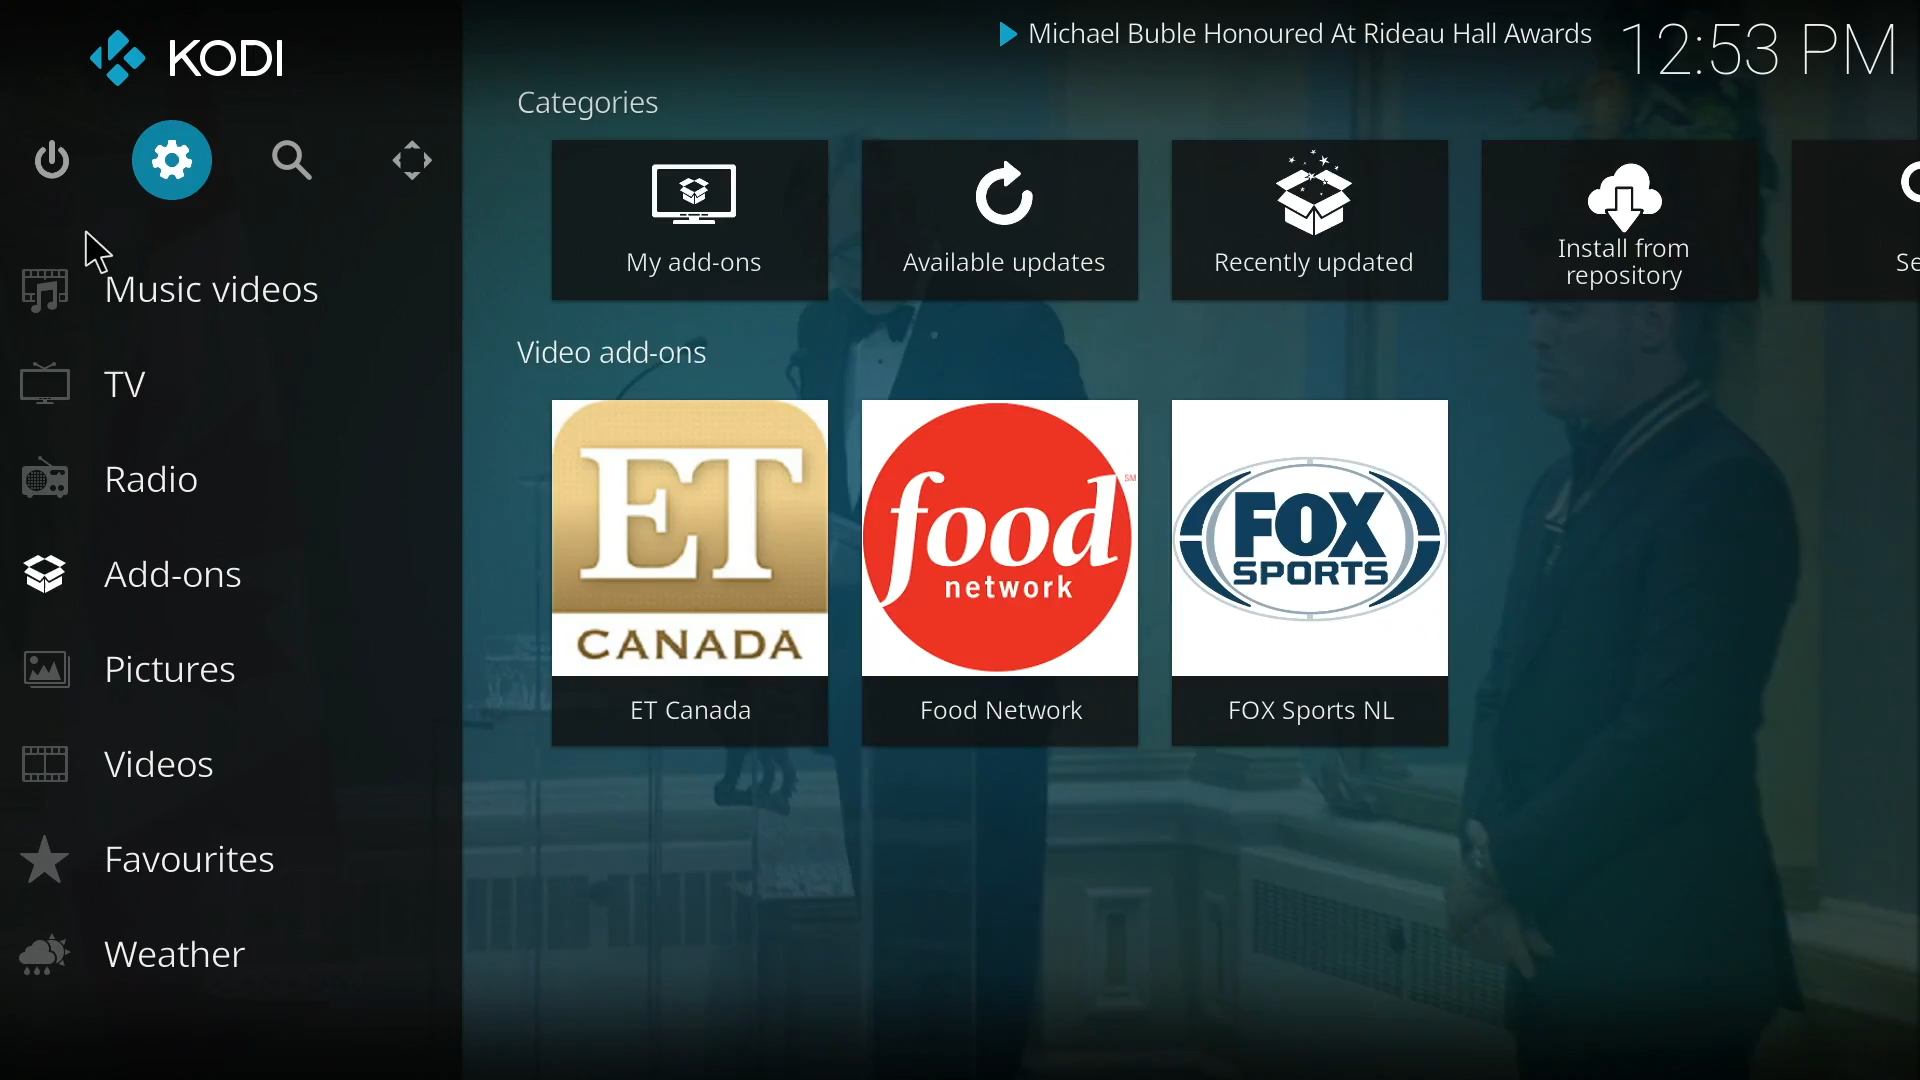 KODI
Michael Buble Honoured At Rideau Hall Awards
12:53 PM
Categories
My add-ons
Available updates
Recently updated
Install from
repository
Se
Music videos
TV
Radio
Add-ons
Pictures
Videos
Favourites
Weather
Video add-ons
ET
CANADA
ET Canada
food
SM
network
Food Network
FOX
SPORTS
FOX Sports NL